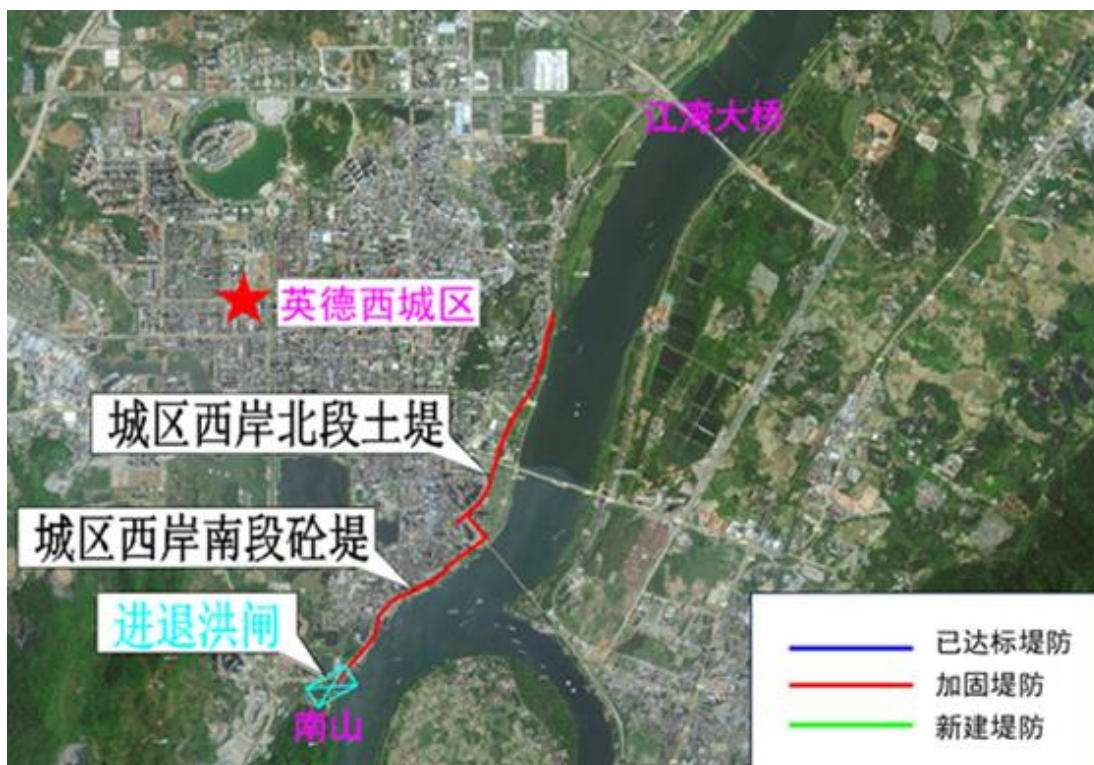 江湾大桥
英德西城区
城区西岸北段土堤
城区西岸南段砼堤
进退洪闸
南山
已达标堤防
加固堤防
新建堤防